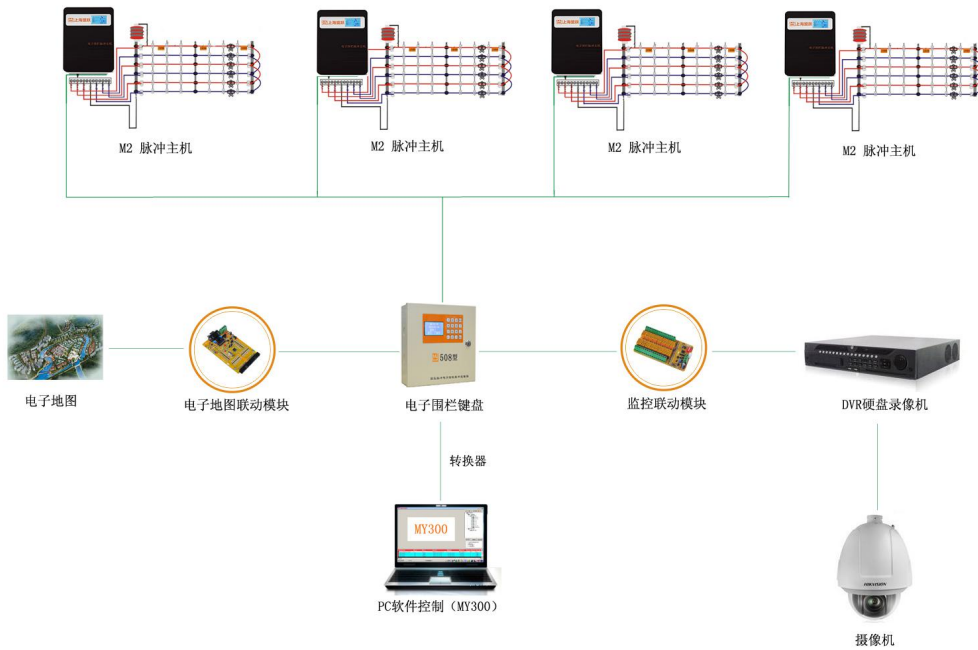 M2 脉冲主机
M2 脉冲主机
M2 脉冲主机
M2 脉冲主机
508型
电子地图
电子地图联动模块
电子围栏键盘
监控联动模块
DVR硬盘录像机
转换器
MY300
HIKVISION
PC软件控制（MY300）
摄像机